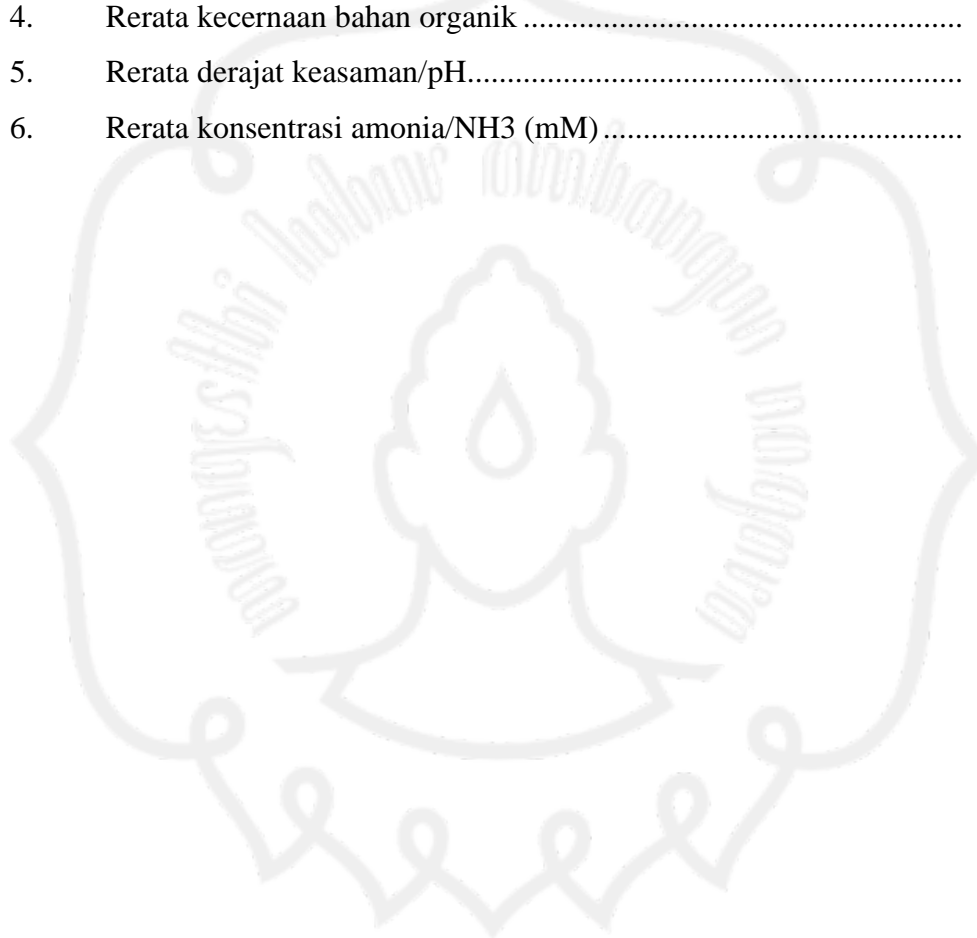 4. Rerata kecernaan bahan organik .......................................................
5. Rerata derajat keasaman/pH..............................................................
6. Rerata konsentrasi amonia/NH3 (mM) .............................................